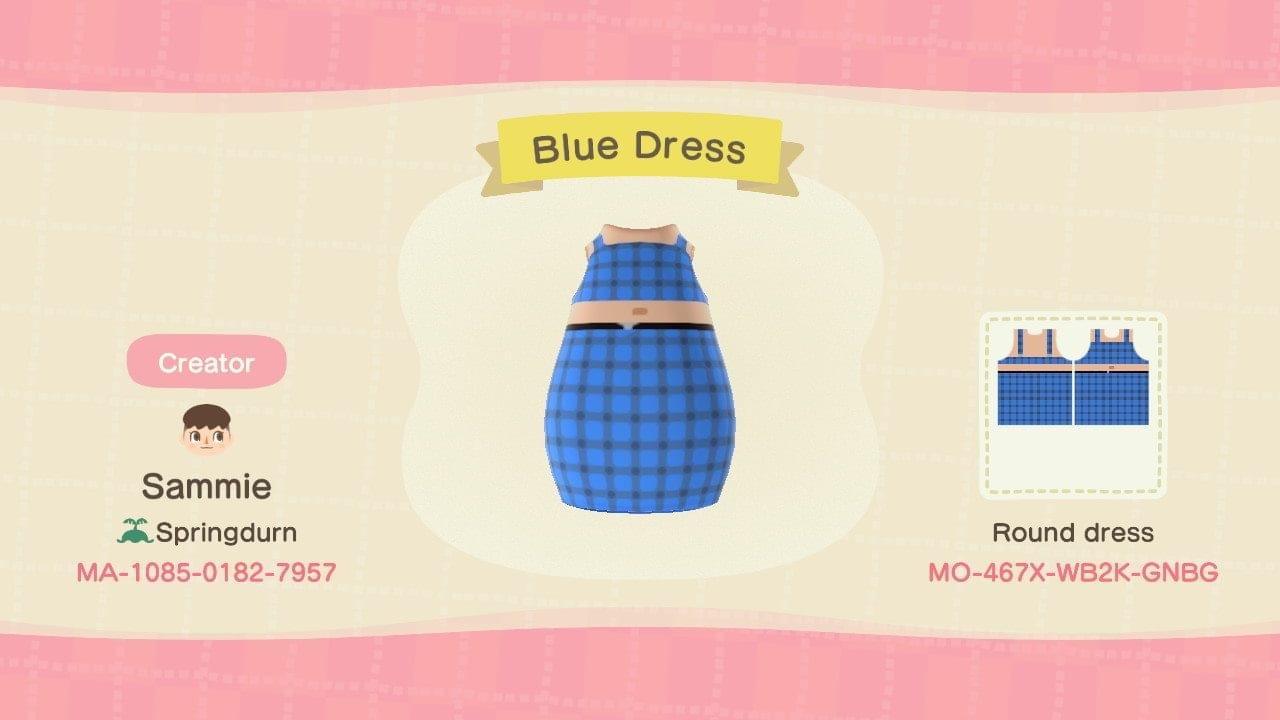 Blue Dress
Creator
Sammie
Springdurn
MA-1085-0182-7957
Round dress
MO-467X-WB2K-GNBG